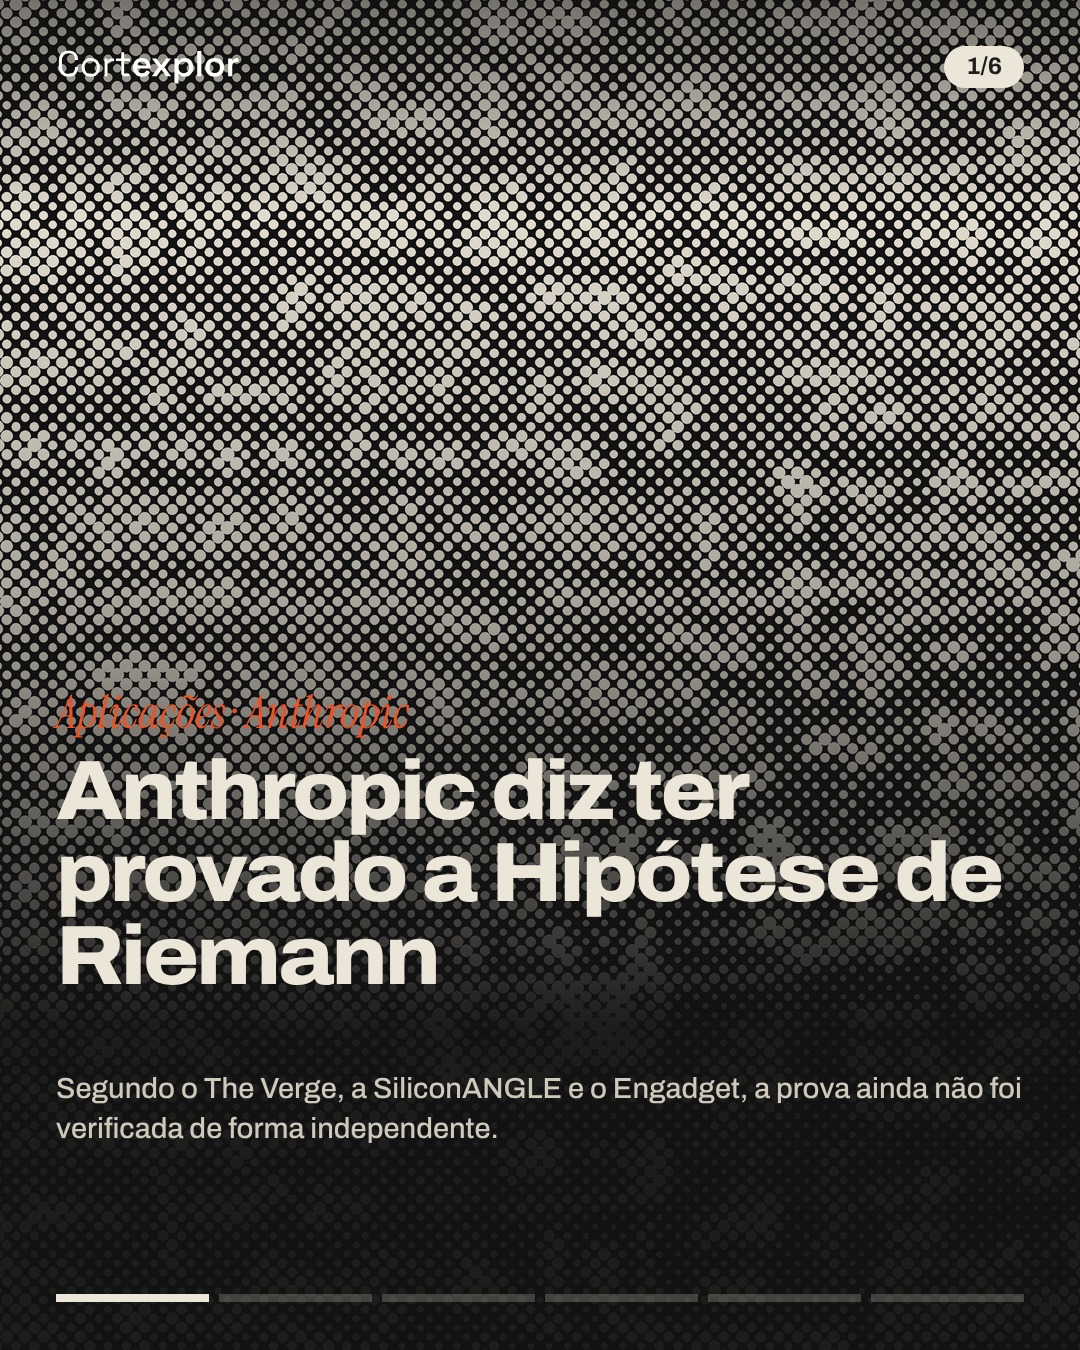 Cortexplor
1/6
Aplicações · Anthropic
Anthropic diz ter
provado a Hipótese de
Riemann
Segundo o The Verge, a SiliconANGLE e o Engadget, a prova ainda não foi
verificada de forma independente.